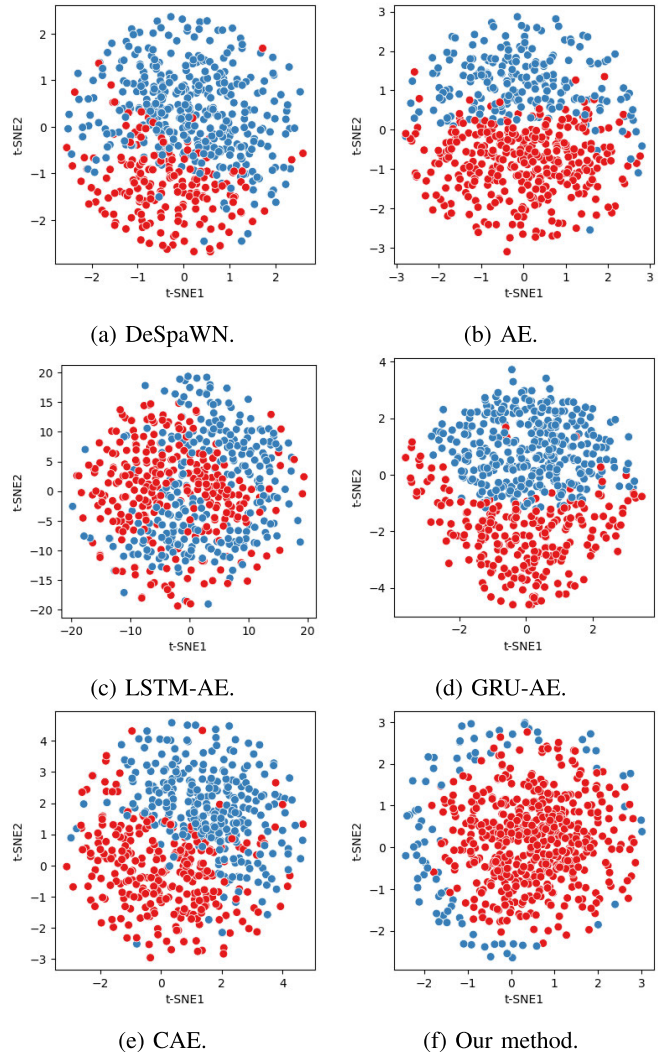 2
1
0
−1
−2
−2 −1 0 1 2
t-SNE1
t-SNE2
(a) DeSpaWN.
3
2
1
0
−1
−2
−3
−3 −2 −1 0 1 2 3
t-SNE1
t-SNE2
(b) AE.
20
15
10
5
0
−5
−10
−15
−20
−20 −10 0 10 20
t-SNE1
t-SNE2
(c) LSTM-AE.
4
2
0
−2
−4
−2 0 2
t-SNE1
t-SNE2
(d) GRU-AE.
4
3
2
1
0
−1
−2
−3
−2 0 2 4
t-SNE1
t-SNE2
(e) CAE.
3
2
1
0
−1
−2
−2 −1 0 1 2 3
t-SNE1
t-SNE2
(f) Our method.